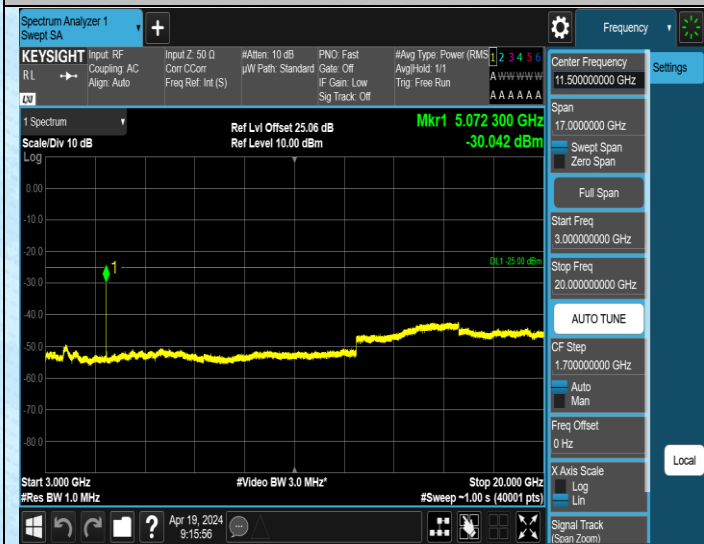 Spectrum Analyzer 1
Swept SA
+
Frequency
KEYSIGHT
RL
LXI
Input: RF
Coupling: AC
Align: Auto
Input Z: 50 Ω
Corr CCorr
Freq Ref: Int (S)
#Atten: 10 dB
µW Path: Standard
PNO: Fast
Gate: Off
IF Gain: Low
Sig Track: Off
#Avg Type: Power (RMS
Avg|Hold: 1/1
Trig: Free Run
1 2 3 4 5 6
A W W W W W
A A A A A A
1 Spectrum
Scale/Div 10 dB
Ref Lvl Offset 25.06 dB
Ref Level 10.00 dBm
Mkr1 5.072 300 GHz
-30.042 dBm
Log
0.00
-10.0
-20.0
-30.0
-40.0
-50.0
-60.0
-70.0
-80.0
1
DL1 -25.00 dBm
Start 3.000 GHz
#Res BW 1.0 MHz
#Video BW 3.0 MHz*
Stop 20.000 GHz
#Sweep ~1.00 s (40001 pts)
?
Apr 19, 2024
9:15:56
Center Frequency
11.500000000 GHz
Span
17.0000000 GHz
Swept Span
Zero Span
Full Span
Start Freq
3.000000000 GHz
Stop Freq
20.000000000 GHz
AUTO TUNE
CF Step
1.700000000 GHz
Auto
Man
Freq Offset
0 Hz
X Axis Scale
Log
Lin
Signal Track
(Span Zoom)
Settings
Local